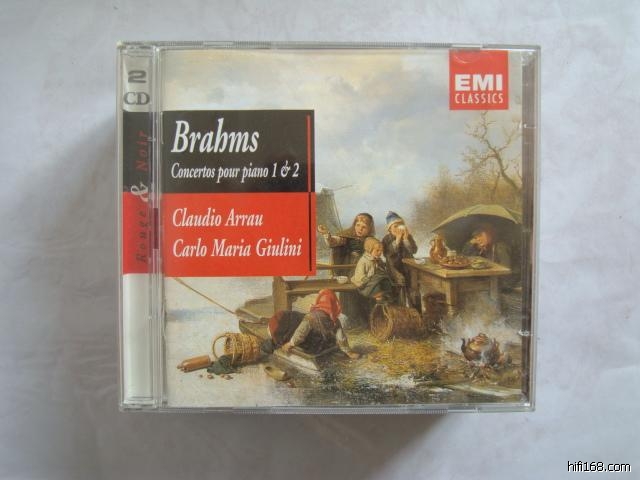 2
CD
Rouge & Noir
EMI
CLASSICS
Brahms
Concertos pour piano 1 & 2
Claudio Arrau
Carlo Maria Giulini
hifi168.com